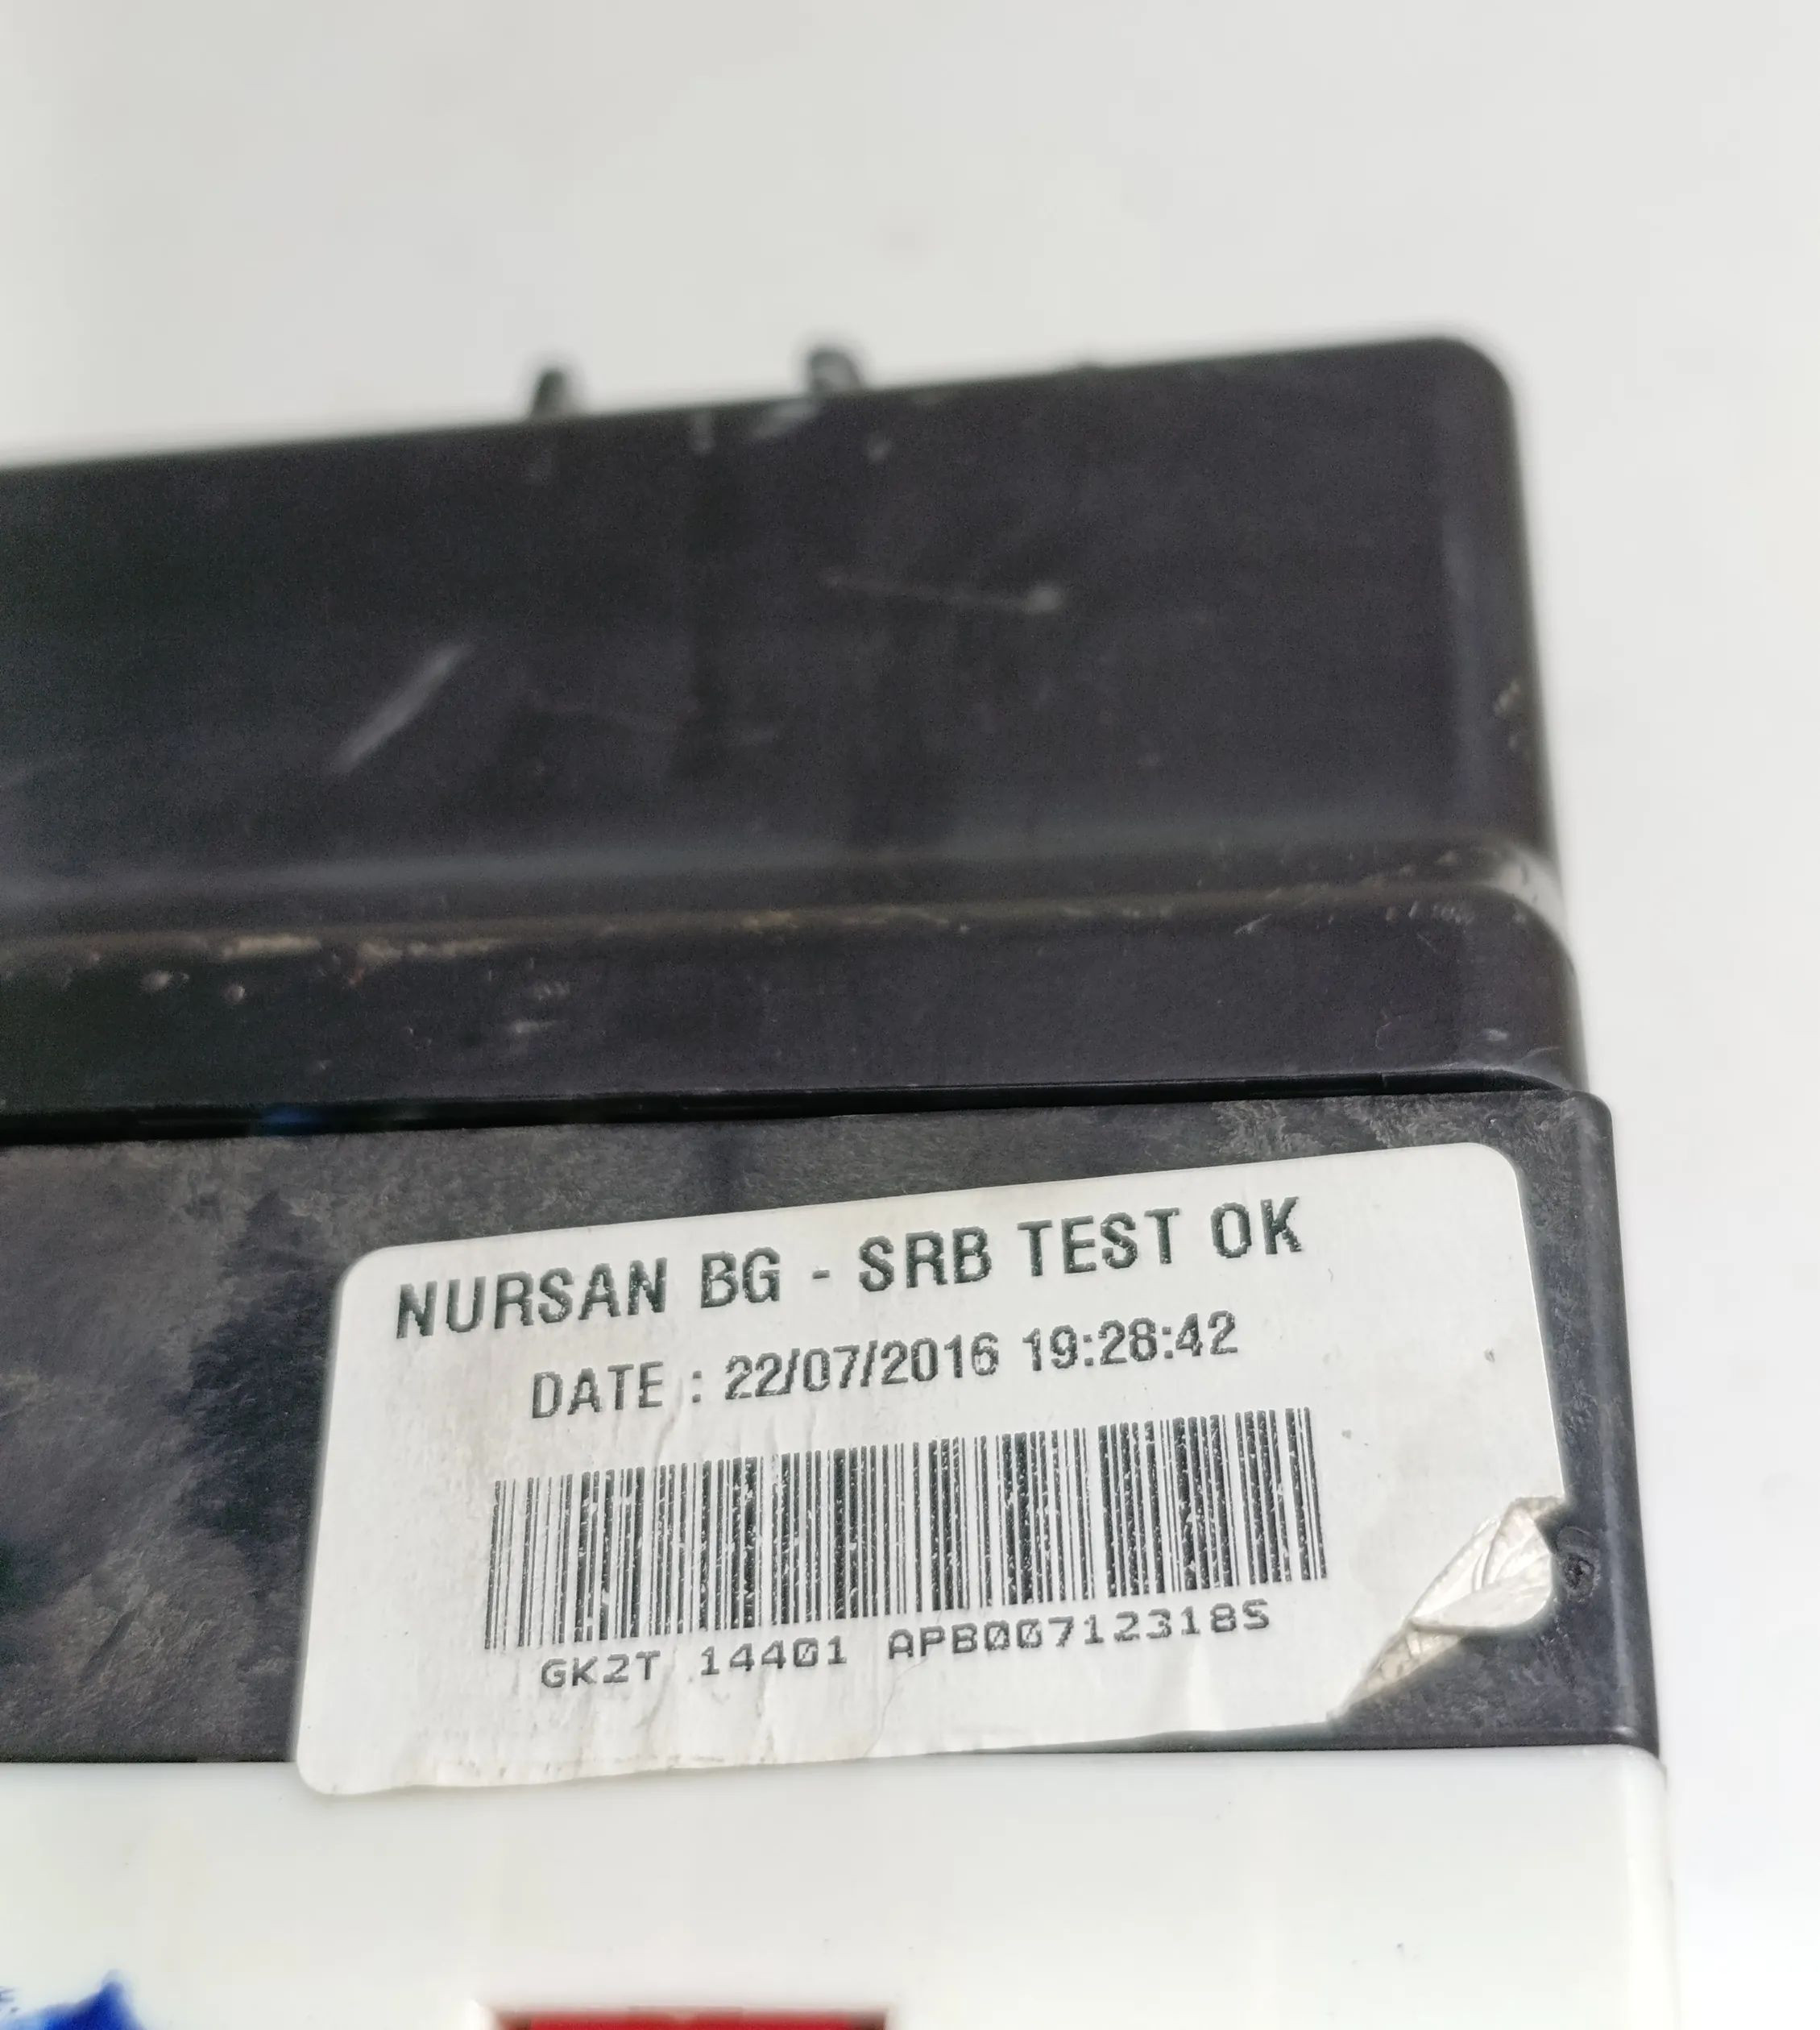 NURSAN BG - SRB TEST OK
DATE : 22/07/2016 19:28:42
GK2T 14401 APB00712318S